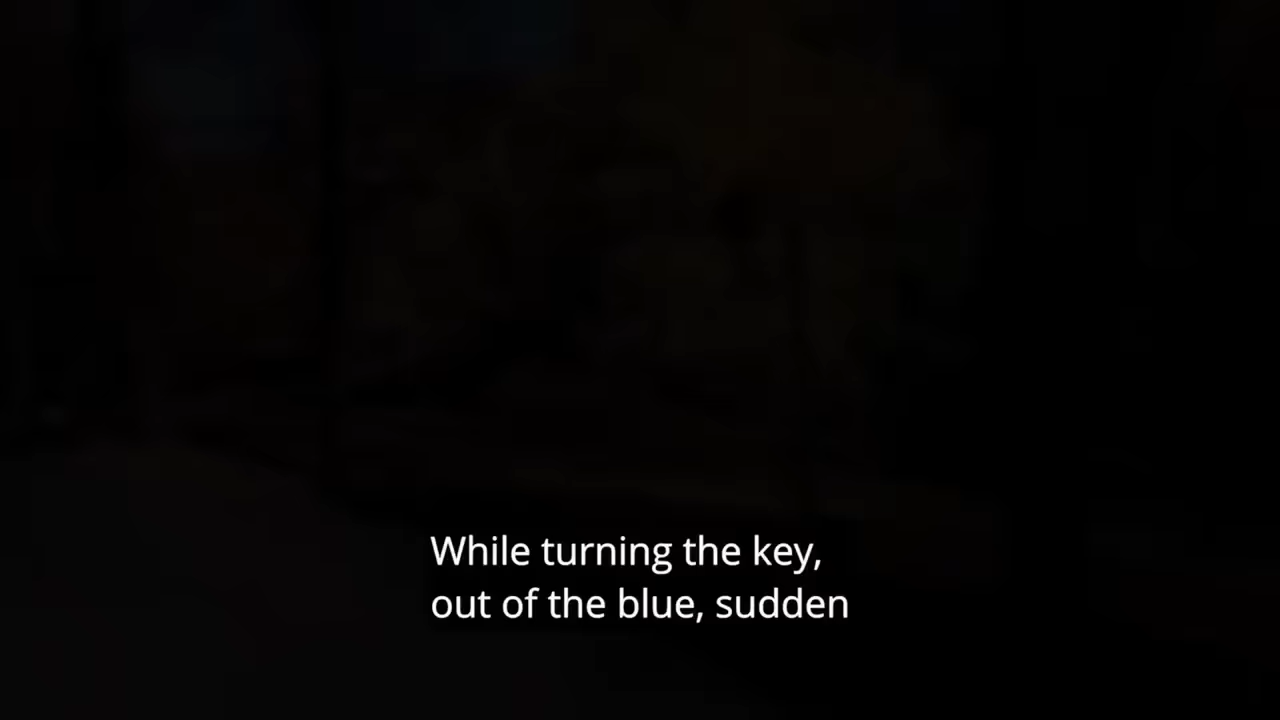 While turning the key,
out of the blue, sudden